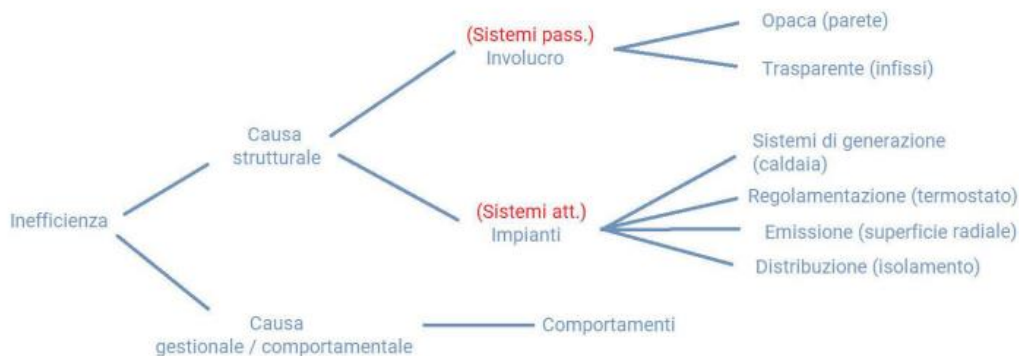 Opaca (parete)
(Sistemi pass.)
Involucro
Trasparente (infissi)
Causa
strutturale
Sistemi di generazione
(caldaia)
Regolamentazione (termostato)
(Sistemi att.)
Impianti
Inefficienza
Emissione (superficie radiale)
Distribuzione (isolamento)
Causa
gestionale / comportamentale
Comportamenti